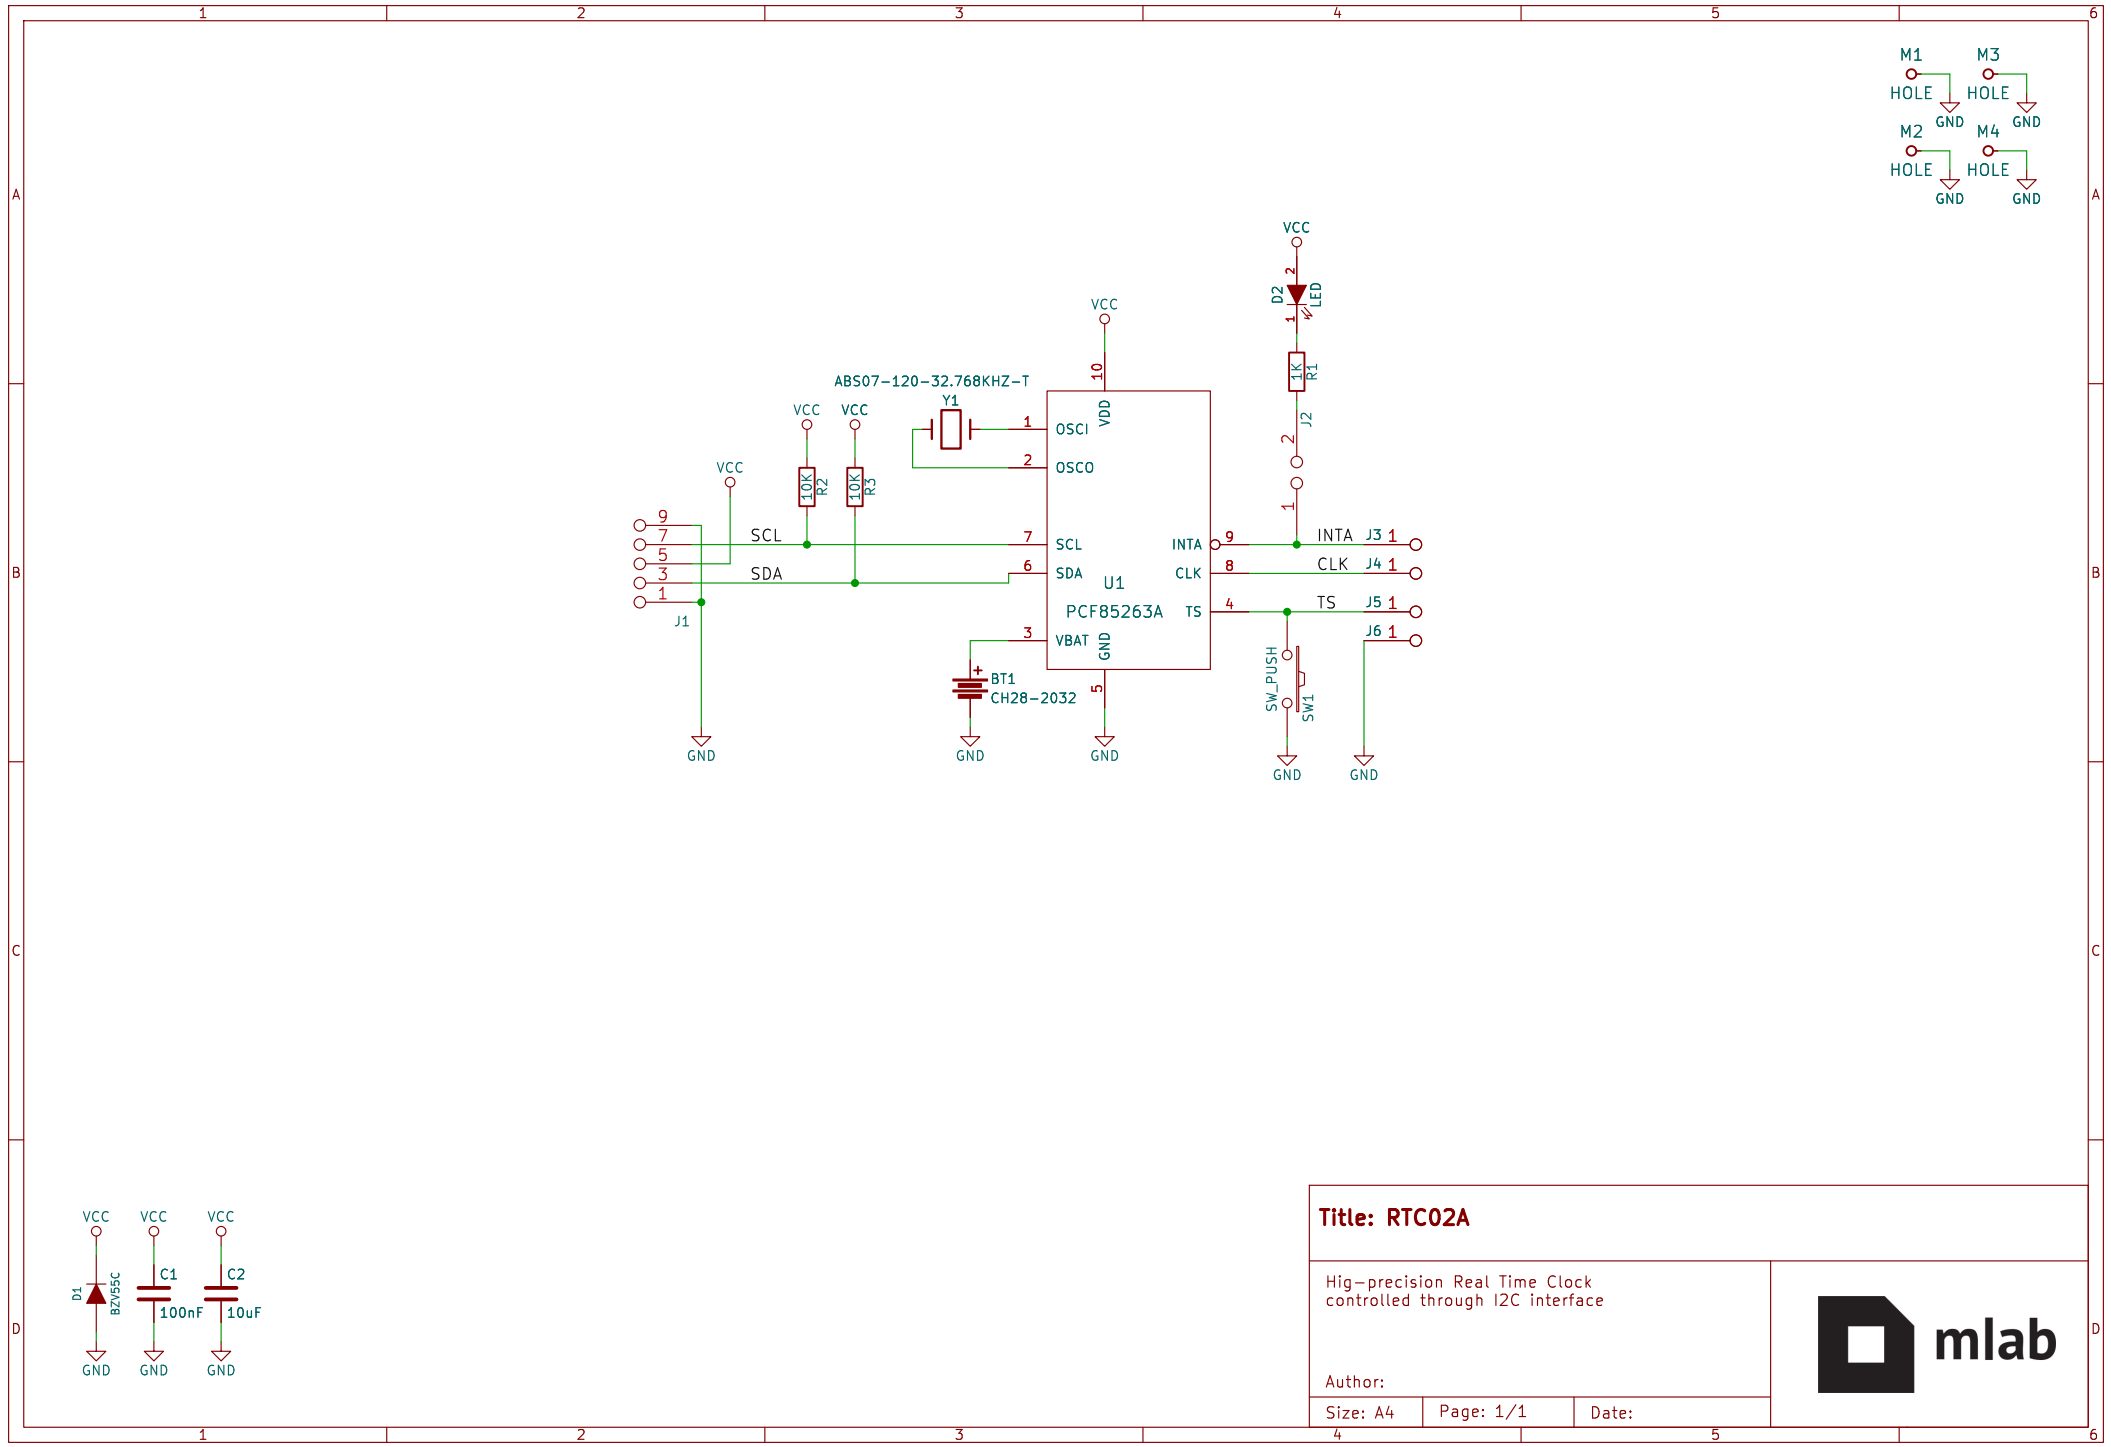 1 2 3 4 5 6
M1 M3
HOLE HOLE
GND GND
M2 M4
HOLE HOLE
GND GND
A A
VCC
2
D2 LED
1
VCC
1K R1
10
ABS07-120-32.768KHZ-T
Y1
VCC VCC
J2
VDD
1 OSCI
2
2 OSCO
VCC
10K R2 10K R3
1
9
7 SCL 7 SCL INTA 9 INTA J3 1
5
3 SDA 6 SDA CLK 8 CLK J4 1
B B
U1
1
PCF85263A TS 4 TS J5 1
J1
3 VBAT GND J6 1
SW_PUSH
BT1
CH28-2032
5
SW1
GND GND GND
GND GND
C C
VCC VCC VCC
D1 BZV55C
C1 C2
100nF 10uF
GND GND GND
D D
Title: RTC02A
Hig-precision Real Time Clock
controlled through I2C interface
mlab
Author:
Size: A4 Page: 1/1 Date:
1 2 3 4 5 6